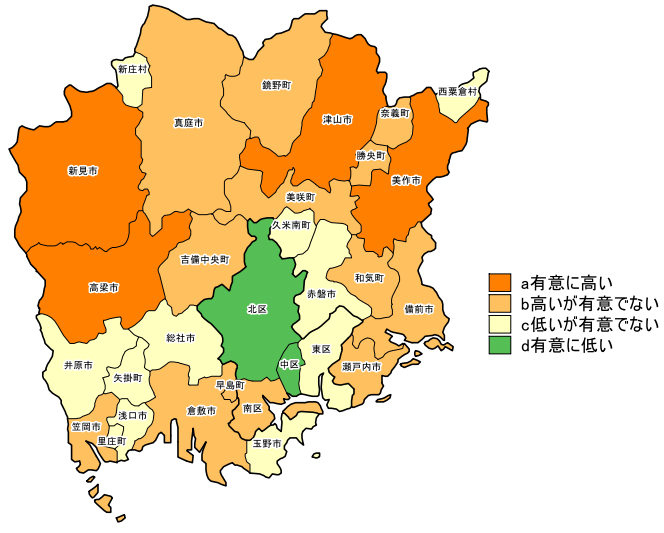 新庄村
鏡野町
西粟倉村
真庭市
津山市
奈義町
勝央町
新見市
美作市
美咲町
久米南町
吉備中央町
和気町
高梁市
赤磐市
北区
備前市
総社市
東区
井原市
中区
瀬戸内市
矢掛町
早島町
浅口市
倉敷市
南区
笠岡市
里庄町
玉野市
a有意に高い
b高いが有意でない
c低いが有意でない
d有意に低い